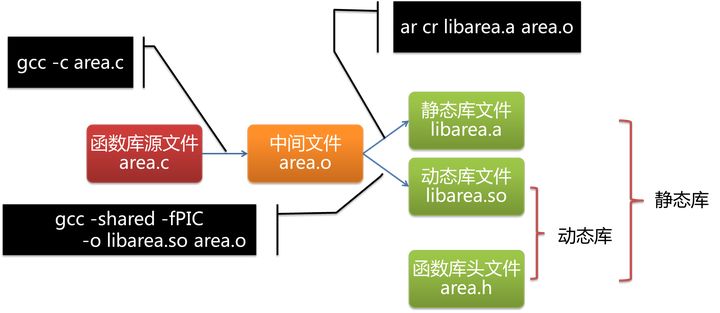 ar cr libarea.a area.o
gcc -c area.c
函数库源文件
area.c
中间文件
area.o
静态库文件
libarea.a
动态库文件
libarea.so
函数库头文件
area.h
gcc -shared -fPIC
-o libarea.so area.o
动态库
静态库